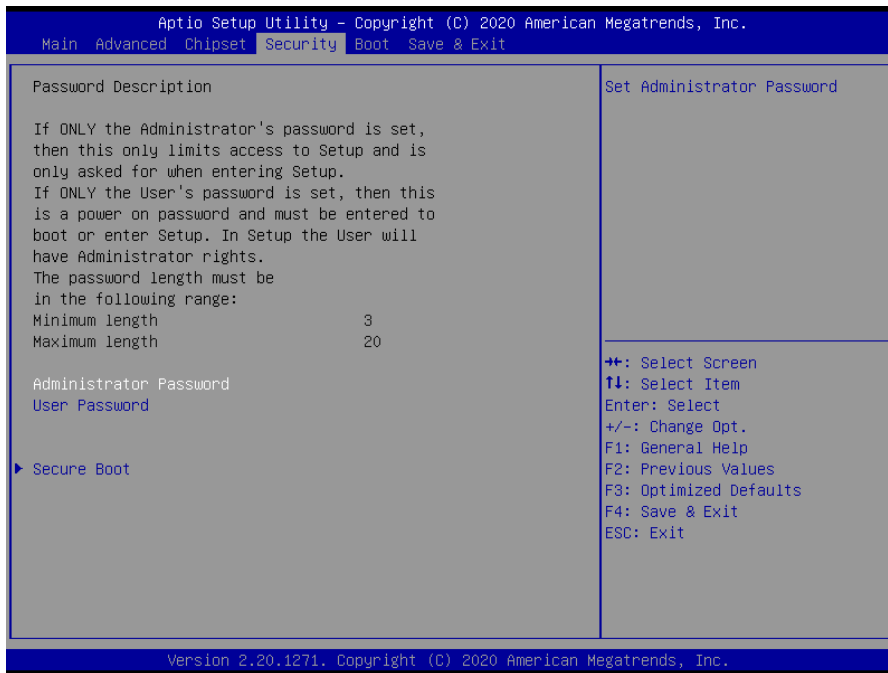 Aptio Setup Utility – Copyright (C) 2020 American Megatrends, Inc.
Main Advanced Chipset Security Boot Save & Exit
Password Description
If ONLY the Administrator's password is set,
then this only limits access to Setup and is
only asked for when entering Setup.
If ONLY the User's password is set, then this
is a power on password and must be entered to
boot or enter Setup. In Setup the User will
have Administrator rights.
The password length must be
in the following range:
Minimum length 3
Maximum length 20
Administrator Password
User Password
Secure Boot
Set Administrator Password
→←: Select Screen
↑↓: Select Item
Enter: Select
+/-: Change Opt.
F1: General Help
F2: Previous Values
F3: Optimized Defaults
F4: Save & Exit
ESC: Exit
Version 2.20.1271. Copyright (C) 2020 American Megatrends, Inc.